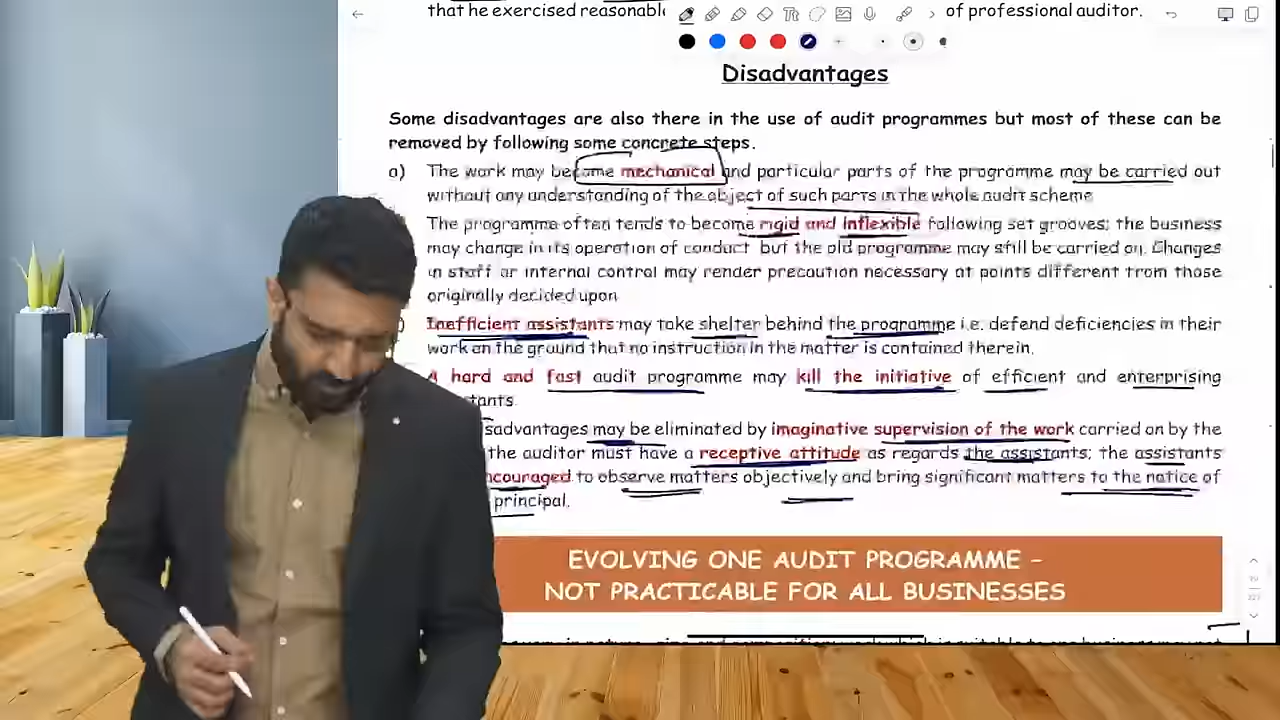 that he exercised reasonable of professional auditor.
Disadvantages
Some disadvantages are also there in the use of audit programmes but most of these can be
removed by following some concrete steps.
a) The work may become mechanical and particular parts of the programme may be carried out
without any understanding of the object of such parts in the whole audit scheme
The programme often tends to become rigid and inflexible following set grooves; the business
may change in its operation of conduct but the old programme may still be carried on. Changes
in staff or internal control may render precaution necessary at points different from those
originally decided upon
) Inefficient assistants may take shelter behind the programme i.e. defend deficiencies in their
work on the ground that no instruction in the matter is contained therein.
A hard and fast audit programme may kill the initiative of efficient and enterprising
tants
sadvantages may be eliminated by imaginative supervision of the work carried on by the
the auditor must have a receptive attitude as regards the assistants; the assistants
ncouraged to observe matters objectively and bring significant matters to the notice of
principal.
EVOLVING ONE AUDIT PROGRAMME –
NOT PRACTICABLE FOR ALL BUSINESSES